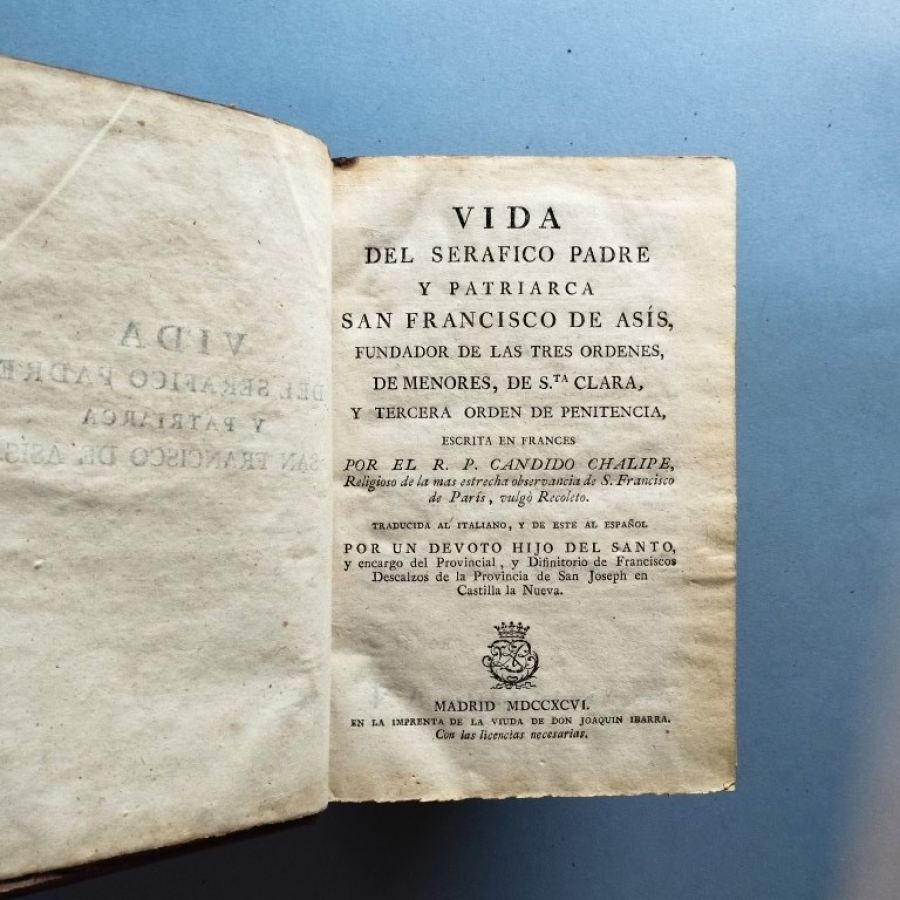 VIDA
DEL SERAFICO PADRE
Y PATRIARCA
SAN FRANCISCO DE ASÍS,
FUNDADOR DE LAS TRES ORDENES,
DE MENORES, DE S.TA CLARA,
Y TERCERA ORDEN DE PENITENCIA,
ESCRITA EN FRANCES
POR EL R. P. CANDIDO CHALIPE,
Religioso de la mas estrecha observancia de S. Francisco
de París, vulgò Recoleto.
TRADUCIDA AL ITALIANO, Y DE ESTE AL ESPAÑOL
POR UN DEVOTO HIJO DEL SANTO,
y encargo del Provincial, y Difinitorio de Franciscos
Descalzos de la Provincia de San Joseph en
Castilla la Nueva.
MADRID MDCCXCVI.
EN LA IMPRENTA DE LA VIUDA DE DON JOAQUIN IBARRA.
Con las licencias necesarias.